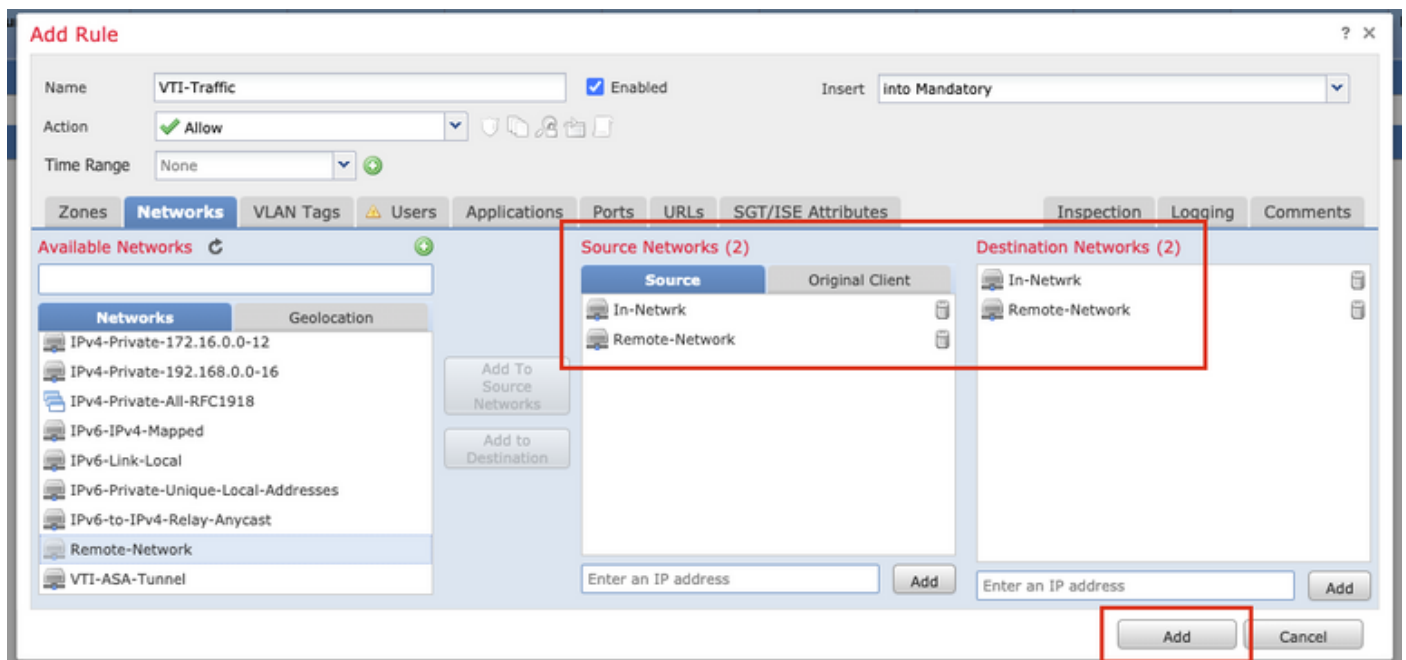 Add Rule
? ×
Name VTI-Traffic Enabled Insert into Mandatory
Action Allow
Time Range None
Zones Networks VLAN Tags Users Applications Ports URLs SGT/ISE Attributes Inspection Logging Comments
Available Networks Source Networks (2) Destination Networks (2)
Networks Geolocation
IPv4-Private-172.16.0.0-12
IPv4-Private-192.168.0.0-16
IPv4-Private-All-RFC1918
IPv6-IPv4-Mapped
IPv6-Link-Local
IPv6-Private-Unique-Local-Addresses
IPv6-to-IPv4-Relay-Anycast
Remote-Network
VTI-ASA-Tunnel
Add To
Source
Networks
Add to
Destination
Source Original Client
In-Netwrk
Remote-Network
Enter an IP address Add
In-Netwrk
Remote-Network
Enter an IP address Add
Add Cancel